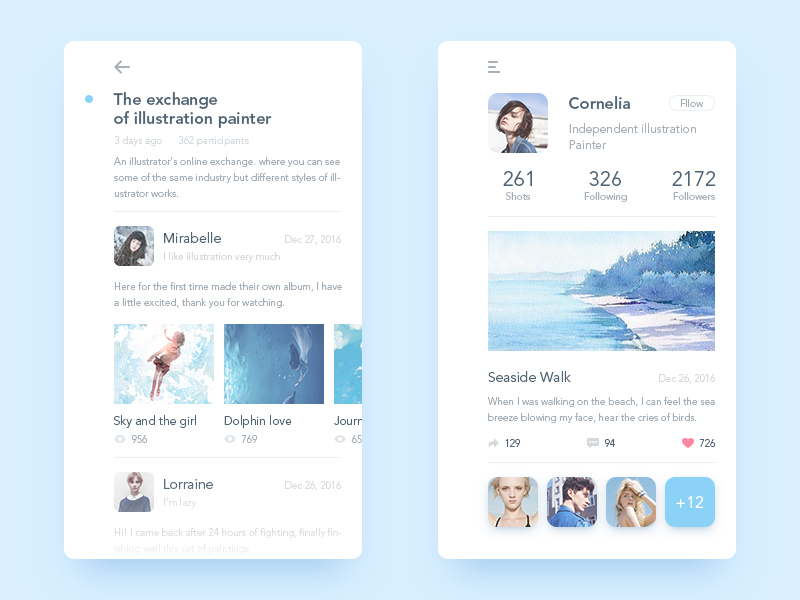 The exchange
of illustration painter
3 days ago 362 participants
An illustrator's online exchange. where you can see
some of the same industry but different styles of ill-
ustrator works.
Mirabelle Dec 27, 2016
I like illustration very much
Here for the first time made their own album, I have
a little excited, thank you for watching.
Sky and the girl Dolphin love Journ
956 769 65
Lorraine Dec 26, 2016
I'm lazy
Hi! I came back after 24 hours of fighting, finally fin-
ishing well this set of paintings
Cornelia Fllow
Independent illustration
Painter
261 326 2172
Shots Following Followers
Seaside Walk Dec 26, 2016
When I was walking on the beach, I can feel the sea
breeze blowing my face, hear the cries of birds.
129 94 726
+12